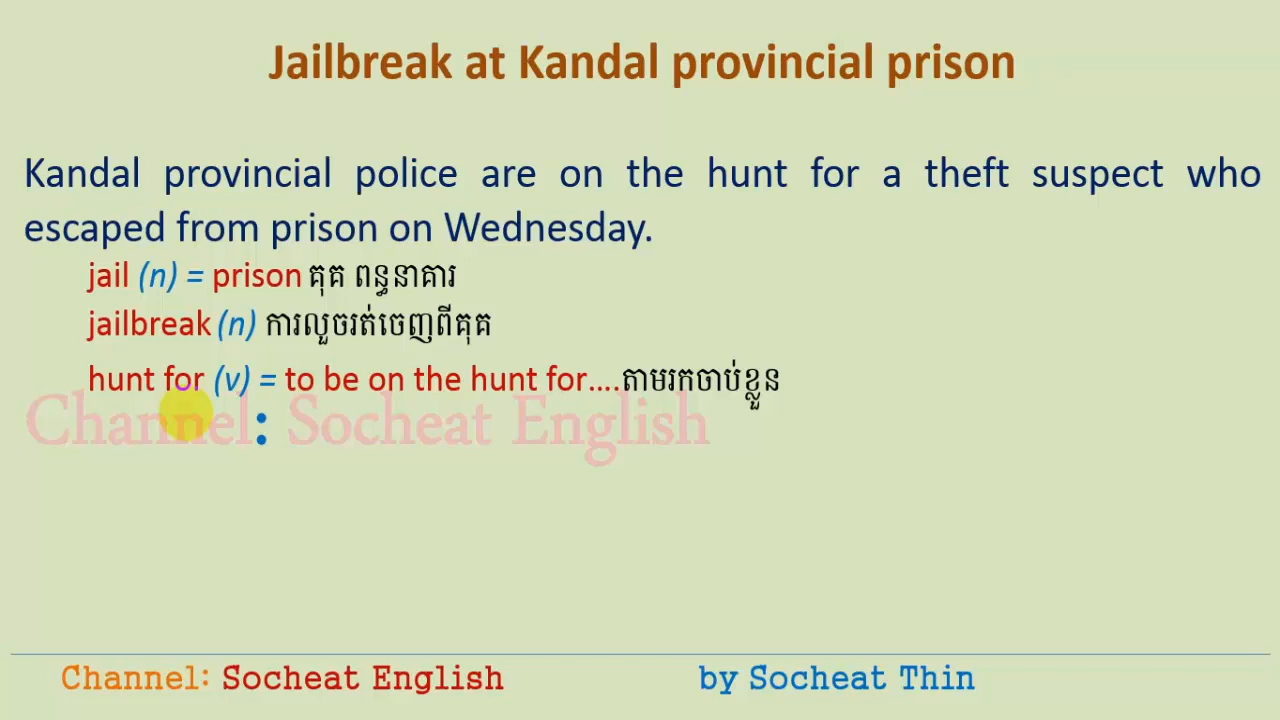 Jailbreak at Kandal provincial prison
Kandal provincial police are on the hunt for a theft suspect who
escaped from prison on Wednesday.
jail (n) = prison គុគ ពន្ធនាគារ
jailbreak (n) ការលួចរត់ចេញពីគុគ
hunt for (v) = to be on the hunt for....តាមរកចាប់ខ្លួន
Channel: Socheat English
Channel: Socheat English by Socheat Thin